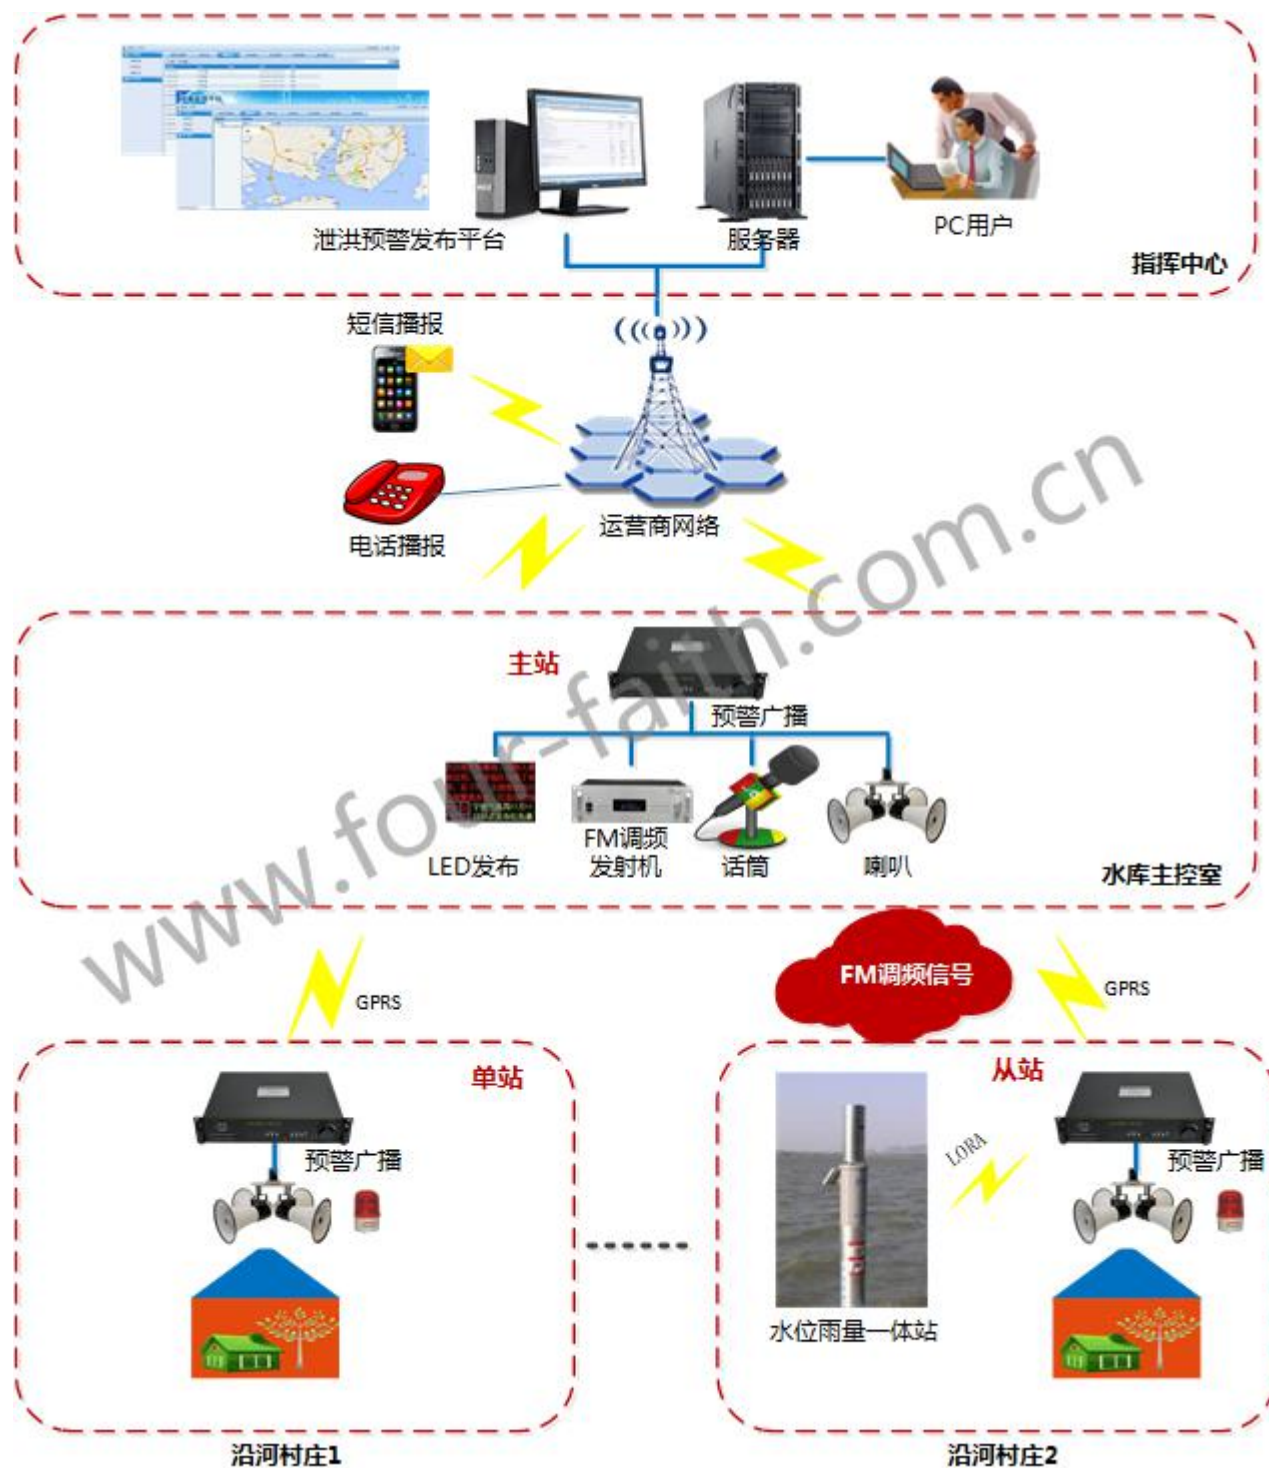 泄洪预警发布平台
服务器
PC用户
指挥中心
短信播报
电话播报
运营商网络
主站
预警广播
LED发布
FM调频
发射机
话筒
喇叭
水库主控室
FM调频信号
GPRS
GPRS
单站
预警广播
从站
LORA
预警广播
水位雨量一体站
沿河村庄1
沿河村庄2
www.four-faith.com.cn